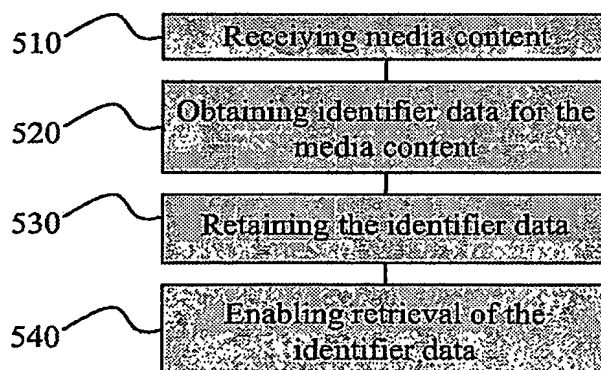 510 Receiving media content
520 Obtaining identifier data for the
media content
530 Retaining the identifier data
540 Enabling retrieval of the
identifier data